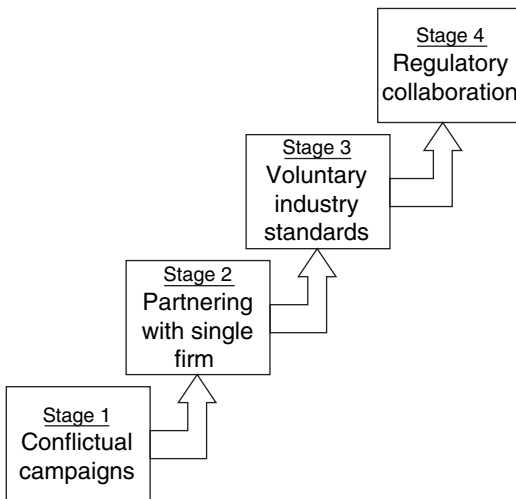 Stage 4
Regulatory
collaboration
Stage 3
Voluntary
industry
standards
Stage 2
Partnering
with single
firm
Stage 1
Conflictual
campaigns